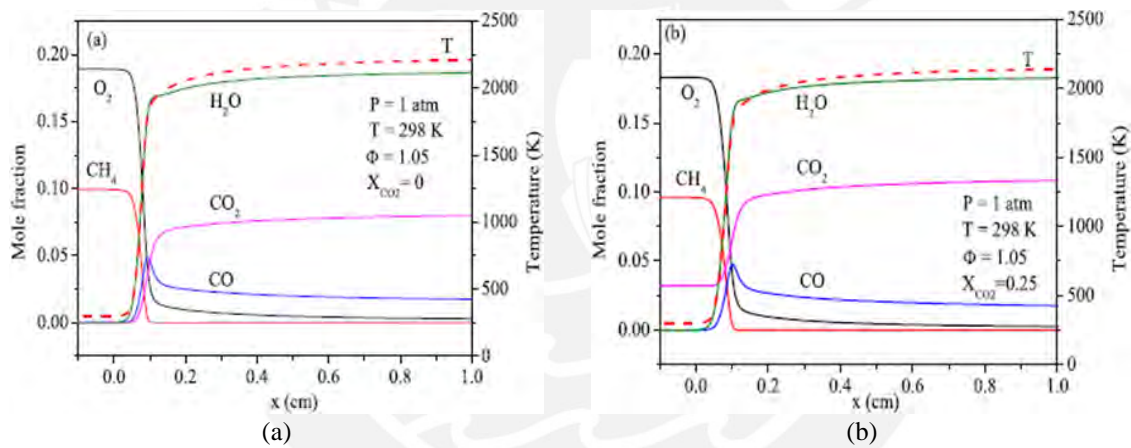 (a)
T
O₂
H₂O
P = 1 atm
T = 298 K
Φ = 1.05
X_CO2 = 0
CH₄
CO₂
CO
Mole fraction
0.20
0.15
0.10
0.05
0.00
Temperature (K)
2500
2000
1500
1000
500
0
0.0 0.2 0.4 0.6 0.8 1.0
x (cm)
(a)
(b)
T
O₂
H₂O
CH₄
CO₂
P = 1 atm
T = 298 K
Φ = 1.05
X_CO2=0.25
CO
Mole fraction
0.20
0.15
0.10
0.05
0.00
Temperature (K)
2500
2000
1500
1000
500
0
0.0 0.2 0.4 0.6 0.8 1.0
x (cm)
(b)